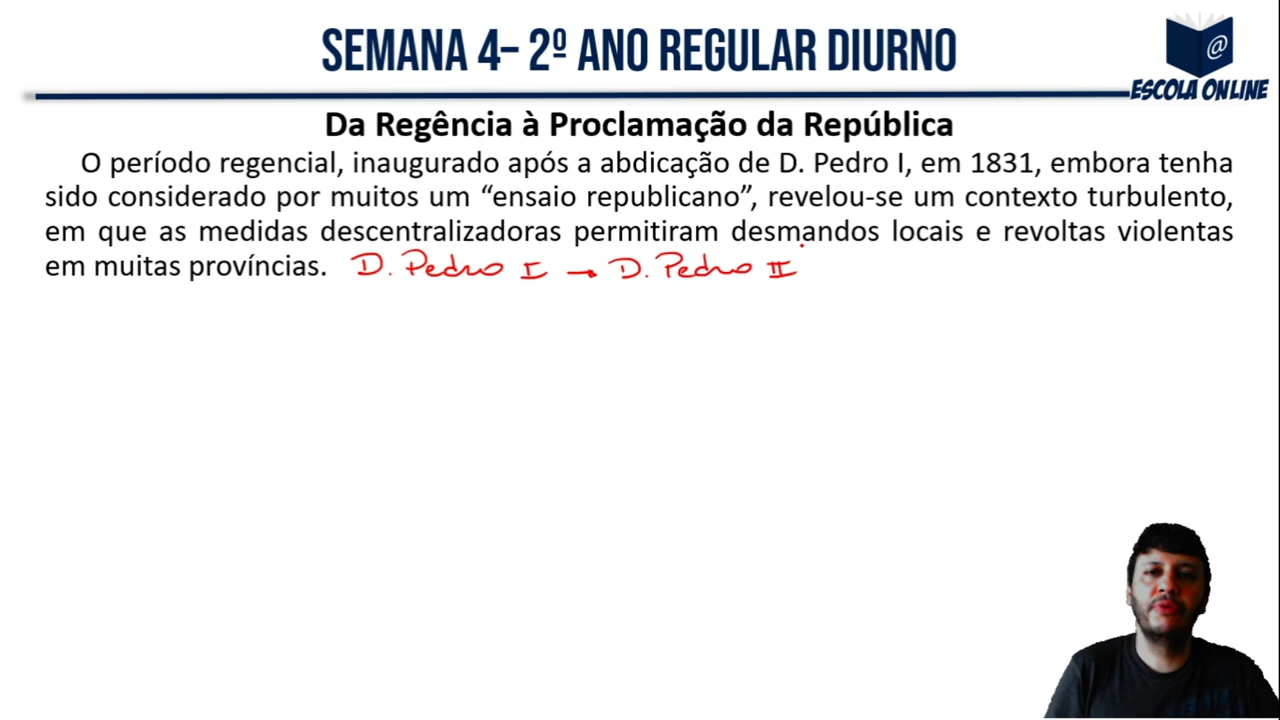 SEMANA 4– 2º ANO REGULAR DIURNO
@
ESCOLA ONLINE
Da Regência à Proclamação da República
O período regencial, inaugurado após a abdicação de D. Pedro I, em 1831, embora tenha
sido considerado por muitos um “ensaio republicano”, revelou-se um contexto turbulento,
em que as medidas descentralizadoras permitiram desmandos locais e revoltas violentas
em muitas províncias. D. Pedro I → D. Pedro II